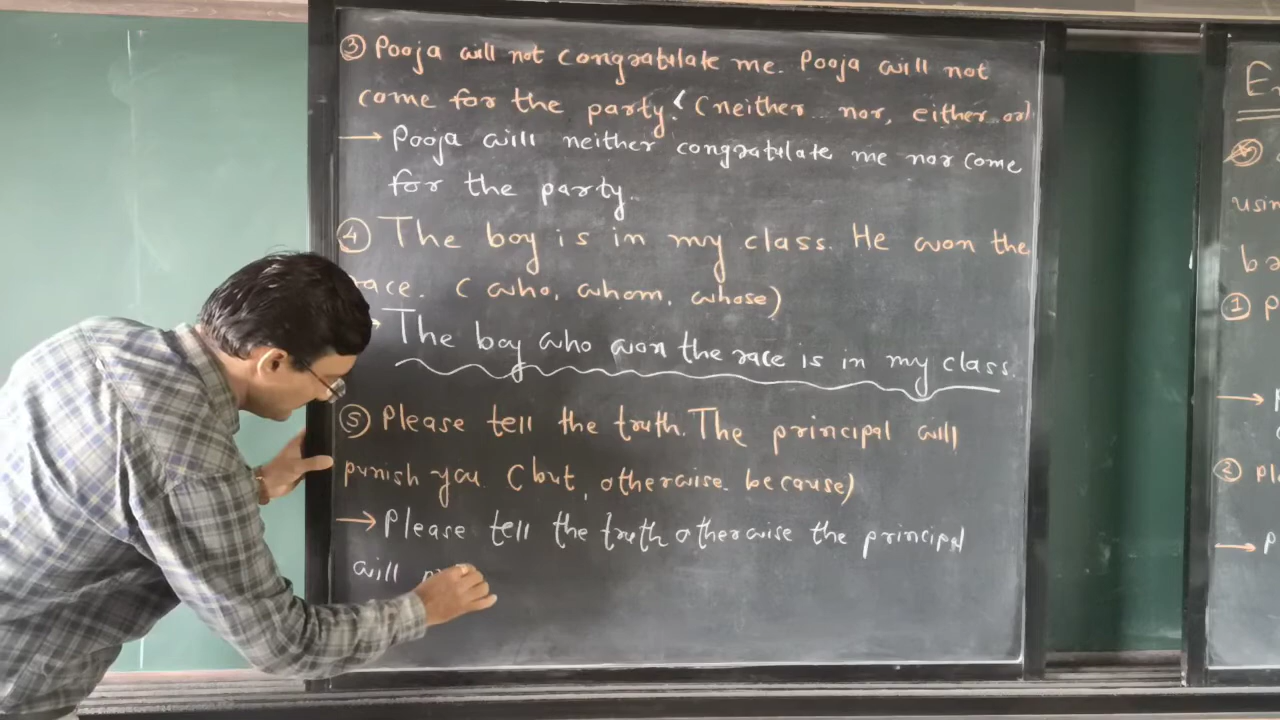 ③ Pooja will not congratulate me. Pooja will not
come for the party. (neither nor, either or)
→ Pooja will neither congratulate me nor come
for the party.
④ The boy is in my class. He won the
race. (who, whom, whose)
The boy who won the race is in my class.
⑤ Please tell the truth. The principal will
punish you (but, otherwise. because)
→ Please tell the truth otherwise the principal
will
usin
①
→
②
→ P